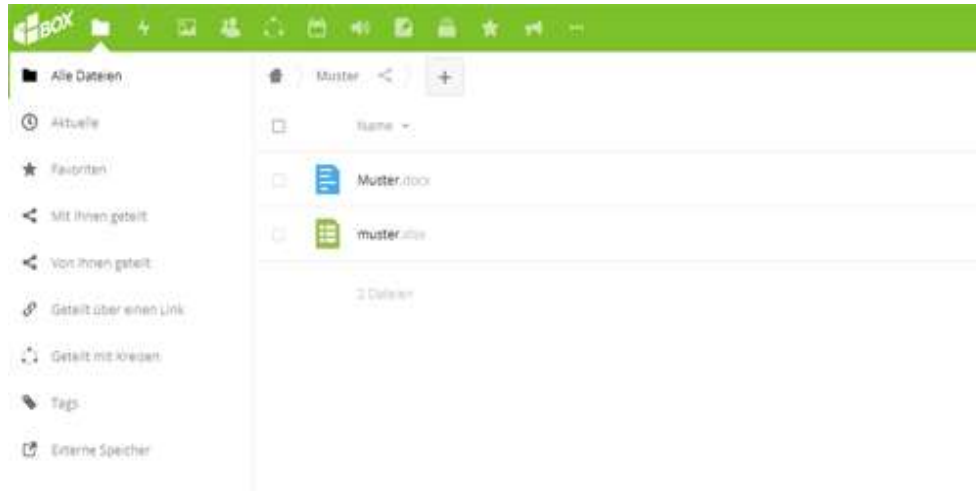 BOX
Alle Dateien
Aktuelle
Favoriten
Mit Ihnen geteilt
Von Ihnen geteilt
Geteilt über einen Link
Geteilt mit Kreisen
Tags
Externe Speicher
Muster
Name
Muster.docx
muster.xlsx
2 Dateien